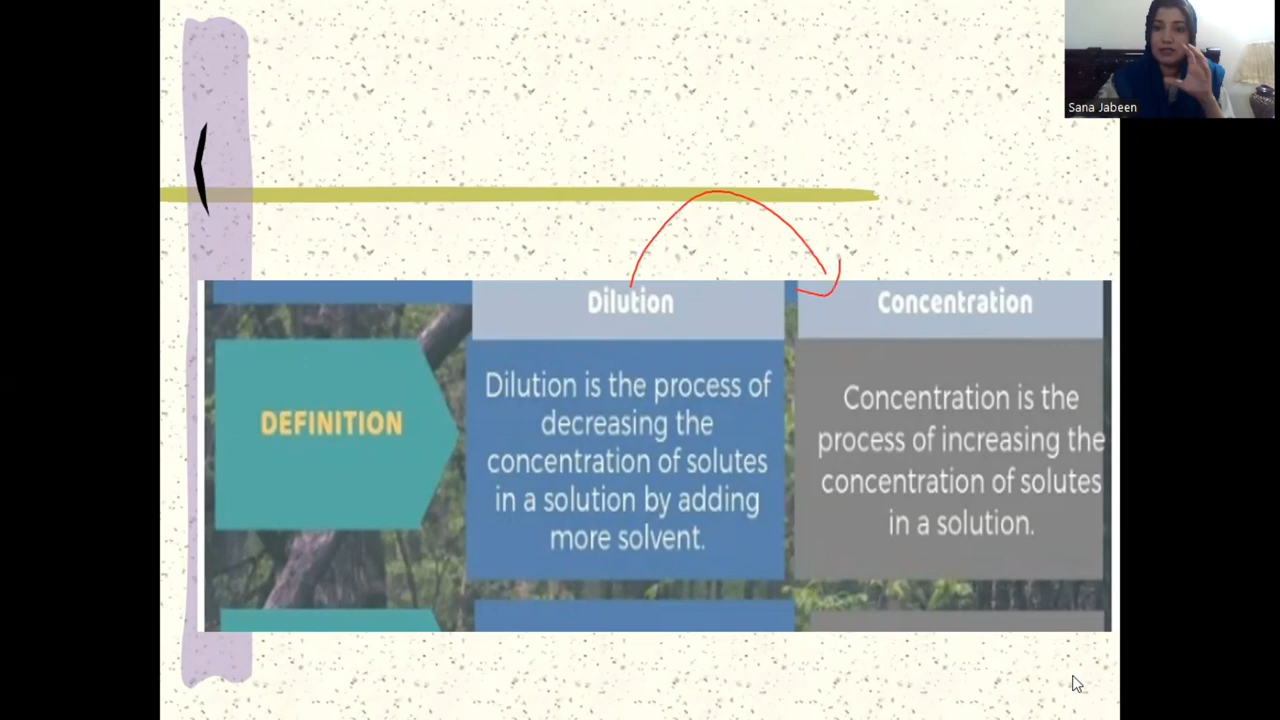 Sana Jabeen
Dilution
Concentration
DEFINITION
Dilution is the process of
decreasing the
concentration of solutes
in a solution by adding
more solvent.
Concentration is the
process of increasing the
concentration of solutes
in a solution.